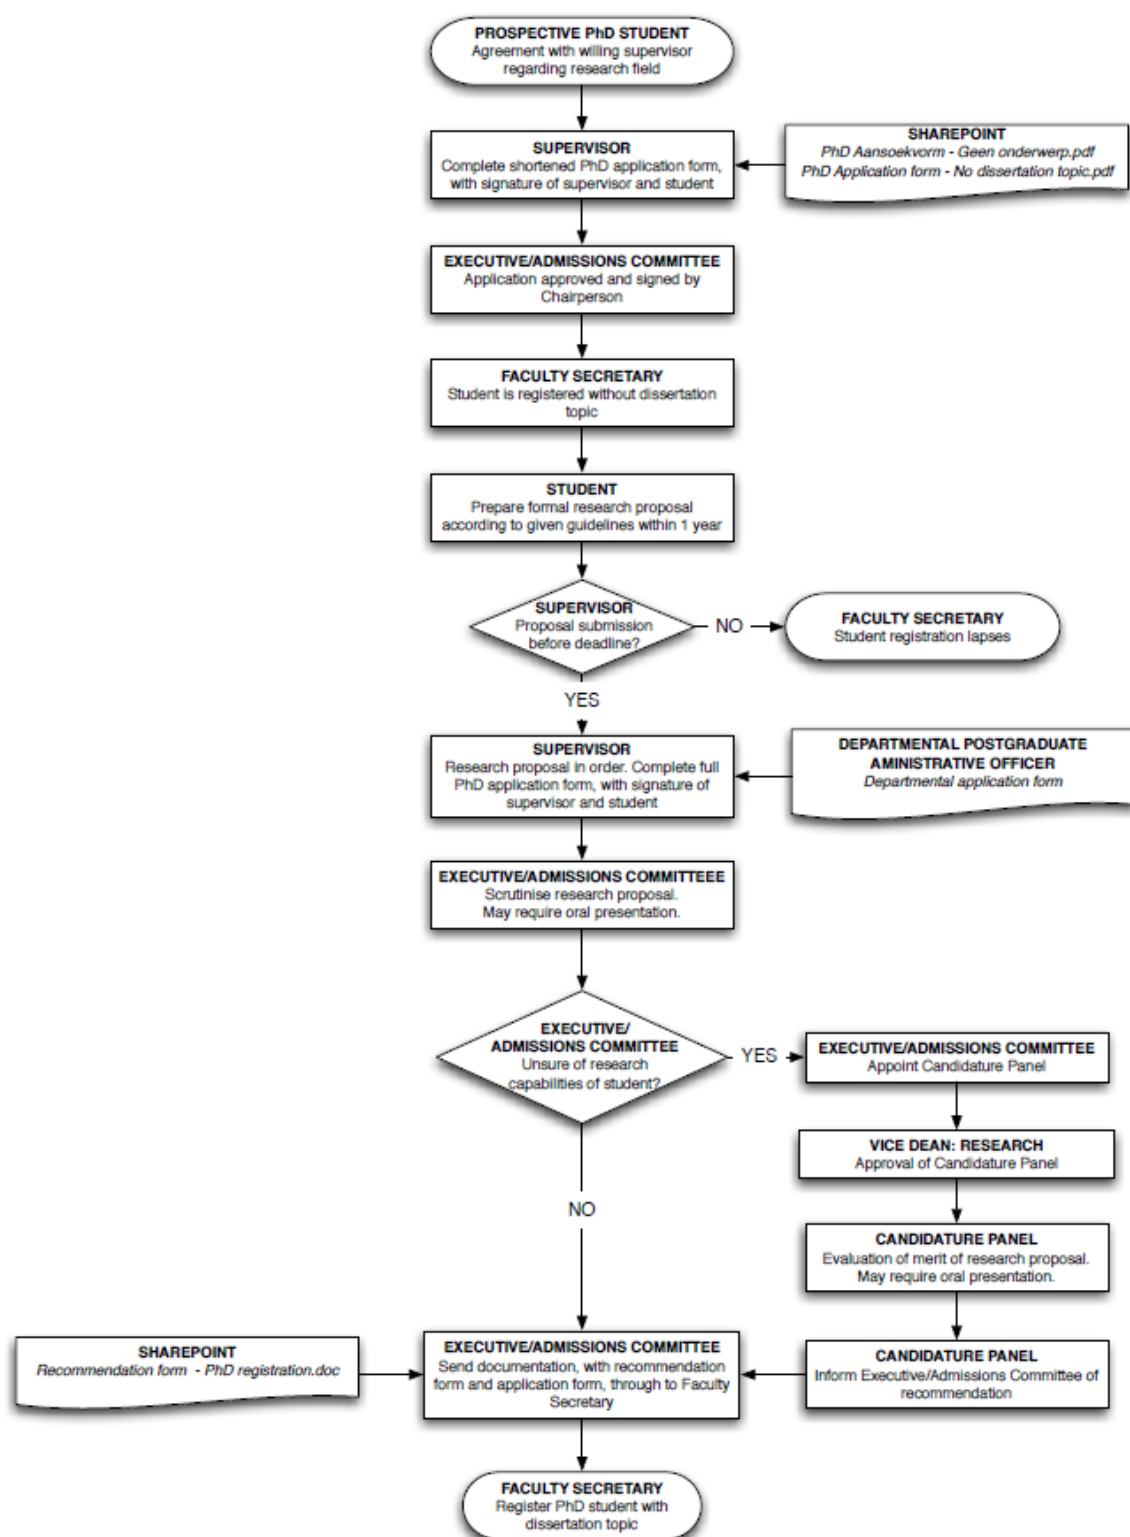 PROSPECTIVE PhD STUDENT
Agreement with willing supervisor
regarding research field
SUPERVISOR
Complete shortened PhD application form,
with signature of supervisor and student
SHAREPOINT
PhD Aansoekvorm - Geen onderwerp.pdf
PhD Application form - No dissertation topic.pdf
EXECUTIVE/ADMISSIONS COMMITTEE
Application approved and signed by
Chairperson
FACULTY SECRETARY
Student is registered without dissertation
topic
STUDENT
Prepare formal research proposal
according to given guidelines within 1 year
SUPERVISOR
Proposal submission
before deadline?
NO
FACULTY SECRETARY
Student registration lapses
YES
SUPERVISOR
Research proposal in order. Complete full
PhD application form, with signature of
supervisor and student
DEPARTMENTAL POSTGRADUATE
AMINISTRATIVE OFFICER
Departmental application form
EXECUTIVE/ADMISSIONS COMMITTEEE
Scrutinise research proposal.
May require oral presentation.
EXECUTIVE/
ADMISSIONS COMMITTEE
Unsure of research
capabilities of student?
YES
EXECUTIVE/ADMISSIONS COMMITTEE
Appoint Candidature Panel
VICE DEAN: RESEARCH
Approval of Candidature Panel
NO
CANDIDATURE PANEL
Evaluation of merit of research proposal.
May require oral presentation.
SHAREPOINT
Recommendation form - PhD registration.doc
EXECUTIVE/ADMISSIONS COMMITTEE
Send documentation, with recommendation
form and application form, through to Faculty
Secretary
CANDIDATURE PANEL
Inform Executive/Admissions Committee of
recommendation
FACULTY SECRETARY
Register PhD student with
dissertation topic